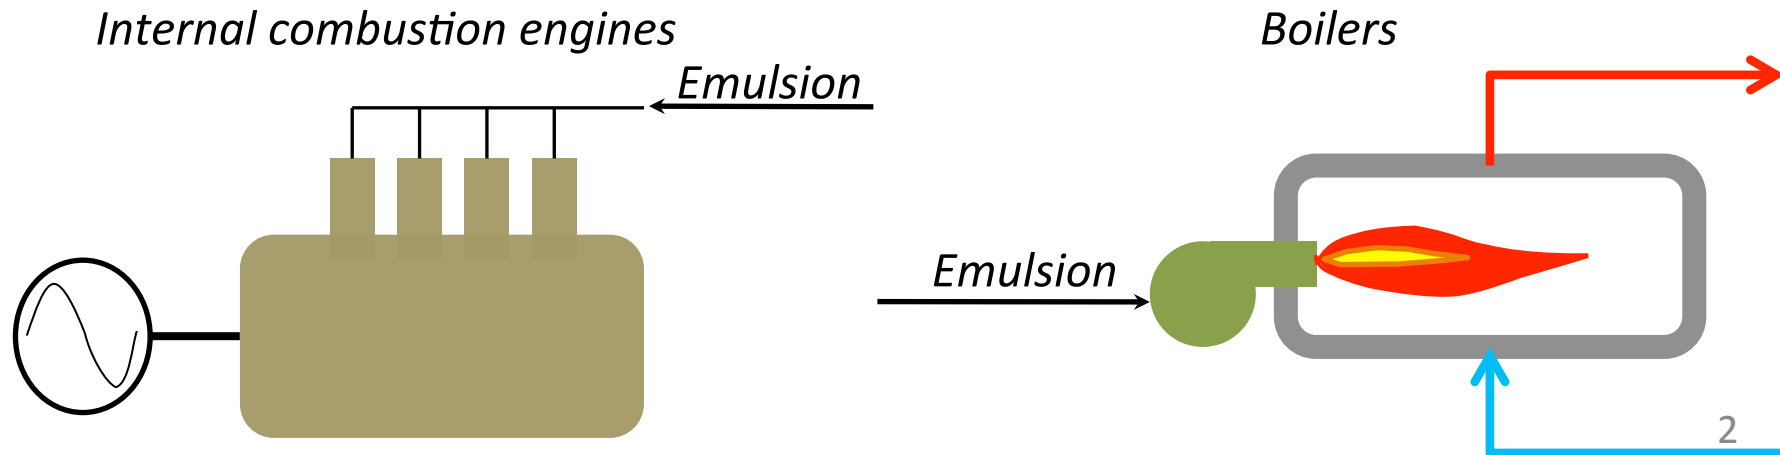 Internal combustion engines
Emulsion
Boilers
Emulsion
2